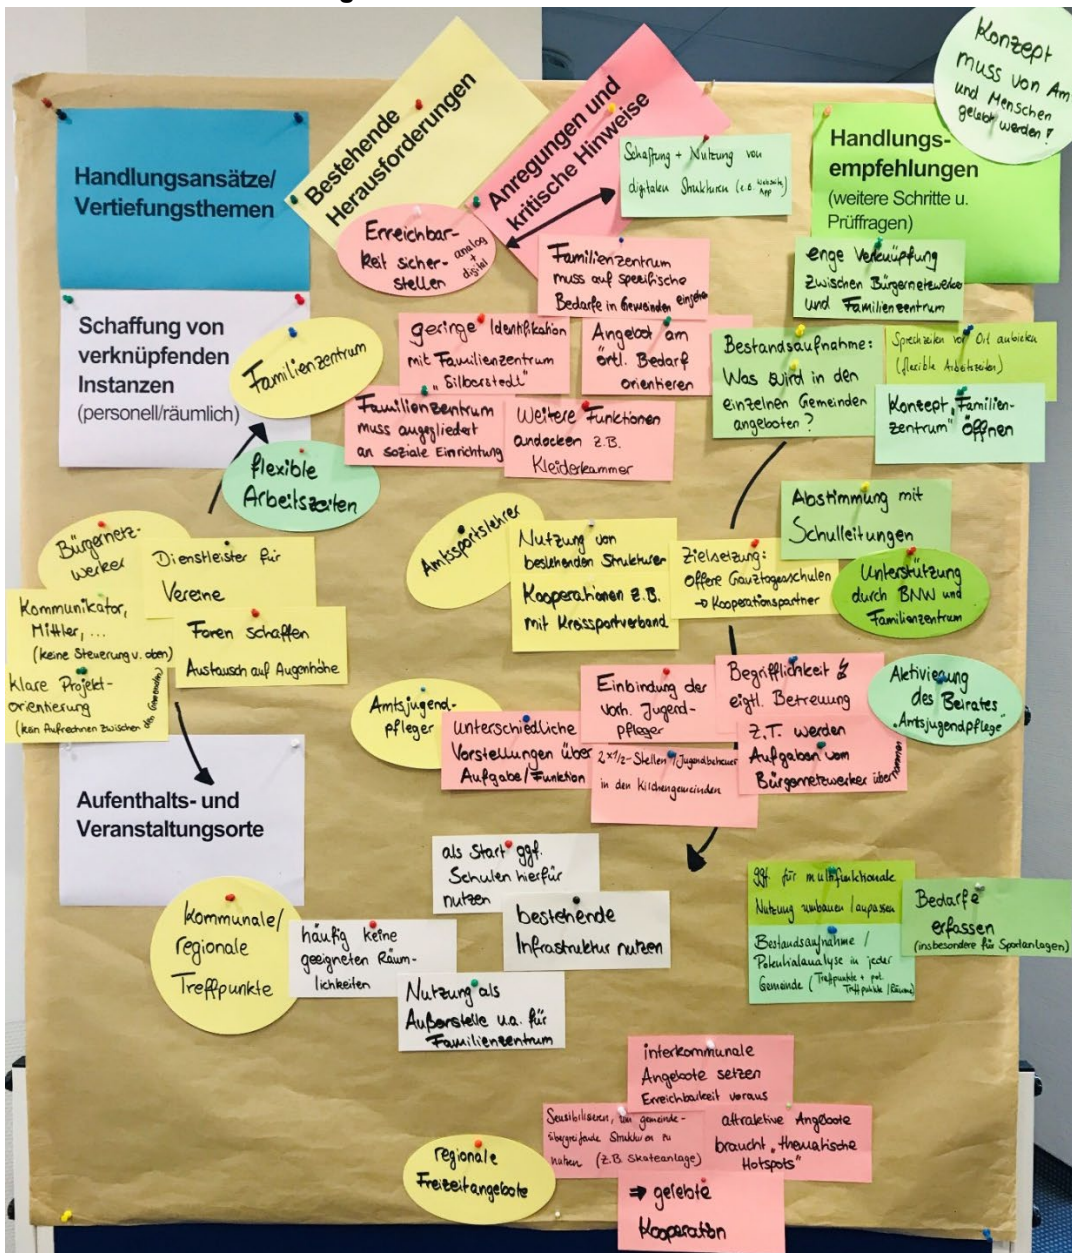 Handlungsansätze/
Vertiefungsthemen
Bestehende
Herausforderungen
Anregungen und
kritische Hinweise
Handlungs-
empfehlungen
(weitere Schritte u.
Prüffragen)
Konzept
muss von Am
und Menschen
gelebt werden!
Schaffung + Nutzung von
digitalen Strukturen (z.B. Webseite, App)
Erreichbar-
keit sicher-
stellen
analog
+
digital
Schaffung von
verknüpfenden
Instanzen
(personell/räumlich)
Familienzentrum
Familienzentrum
muss auf spezifische
Bedarfe in Gemeinden eingehen
geringe Identifikation
mit Familienzentrum
"Silberstedt"
Angebot am
örtl. Bedarf
orientieren
Familienzentrum
muss angegliedert
an soziale Einrichtung
Weitere Funktionen
andocken z.B.
Kleiderkammer
enge Verknüpfung
zwischen Bürgernetzwerker
und Familienzentrum
Bestandsaufnahme:
Was wird in den
einzelnen Gemeinden
angeboten?
Sprechzeiten vor Ort anbieten
(flexible Arbeitszeiten)
Konzept "Familien-
zentrum" öffnen
flexible
Arbeitszeiten
Bürgernetz-
werker
Dienstleister für
Vereine
Kommunikator,
Mittler, ...
(keine Steuerung v. oben)
Foren schaffen
Austausch auf Augenhöhe
klare Projekt-
orientierung
(kein Aufrechnen zwischen den Gemeinden)
Amtssportslehrer
Nutzung von
bestehenden Strukturen
Kooperationen z.B.
mit Kreissportverband
Zielsetzung:
offene Ganztagesschulen
→ Kooperationspartner
Abstimmung mit
Schulleitungen
Unterstützung
durch BNW und
Familienzentrum
Amtsjugend-
pfleger
unterschiedliche
Vorstellungen über
Aufgabe/Funktion
Einbindung der
vorh. Jugend-
pfleger
2 x 1/2-Stellen /Jugendbetreuer
in den Kirchengemeinden
Begrifflichkeit
eigtl. Betreuung
Z.T. werden
Aufgaben vom
Bürgernetzwerker übernommen
Aktivierung
des Beirates
"Amtsjugendpflege"
Aufenthalts- und
Veranstaltungsorte
Kommunale/
regionale
Treffpunkte
häufig keine
geeigneten Räum-
lichkeiten
als Start ggf.
Schulen hierfür
nutzen
bestehende
Infrastruktur nutzen
Nutzung als
Außenstelle u.a. für
Familienzentrum
ggf. für multifunktionale
Nutzung umbauen / anpassen
Bestandsaufnahme /
Potentialanalyse in jeder
Gemeinde (Treffpunkte + pot.
Treffpunkte / Räume)
Bedarfe
erfassen
(insbesondere für Sportanlagen)
regionale
Freizeitangebote
interkommunale
Angebote setzen
Erreichbarkeit voraus
Sensibilisieren, um gemeinde-
übergreifende Strukturen zu
nutzen (z.B. Skateanlage)
attraktive Angebote
braucht "thematische
Hotspots"
⇒ gelebte
Kooperation